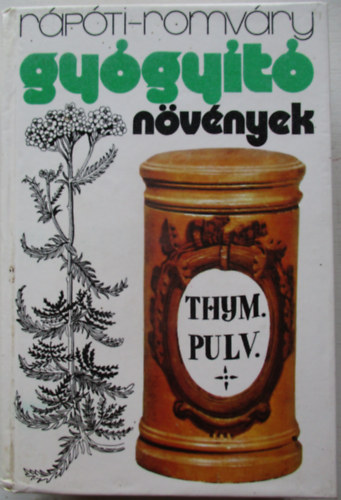 rápóti-romváry
gyógyító
növények
THYM.
PULV.